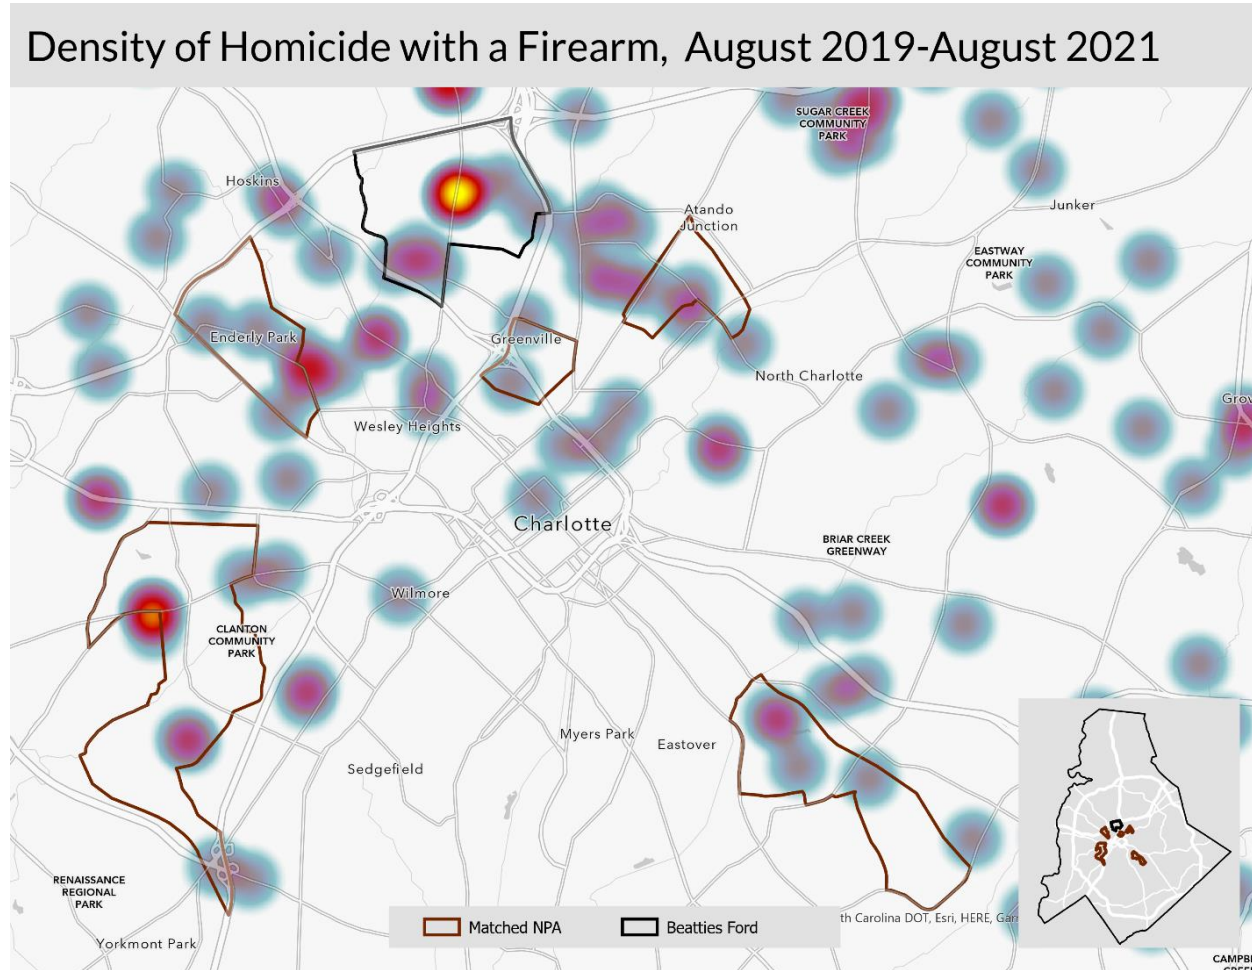 Density of Homicide with a Firearm, August 2019-August 2021
SUGAR CREEK
COMMUNITY
PARK
Hoskins
Atando
Junction
Junker
EASTWAY
COMMUNITY
PARK
Enderly Park
Greenville
North Charlotte
Grov
Wesley Heights
Charlotte
BRIAR CREEK
GREENWAY
Wilmore
CLANTON
COMMUNITY
PARK
Myers Park
Eastover
Sedgefield
RENAISSANCE
REGIONAL
PARK
Matched NPA
Beatties Ford
th Carolina DOT, Esri, HERE, Gar
Yorkmont Park
CAMPB